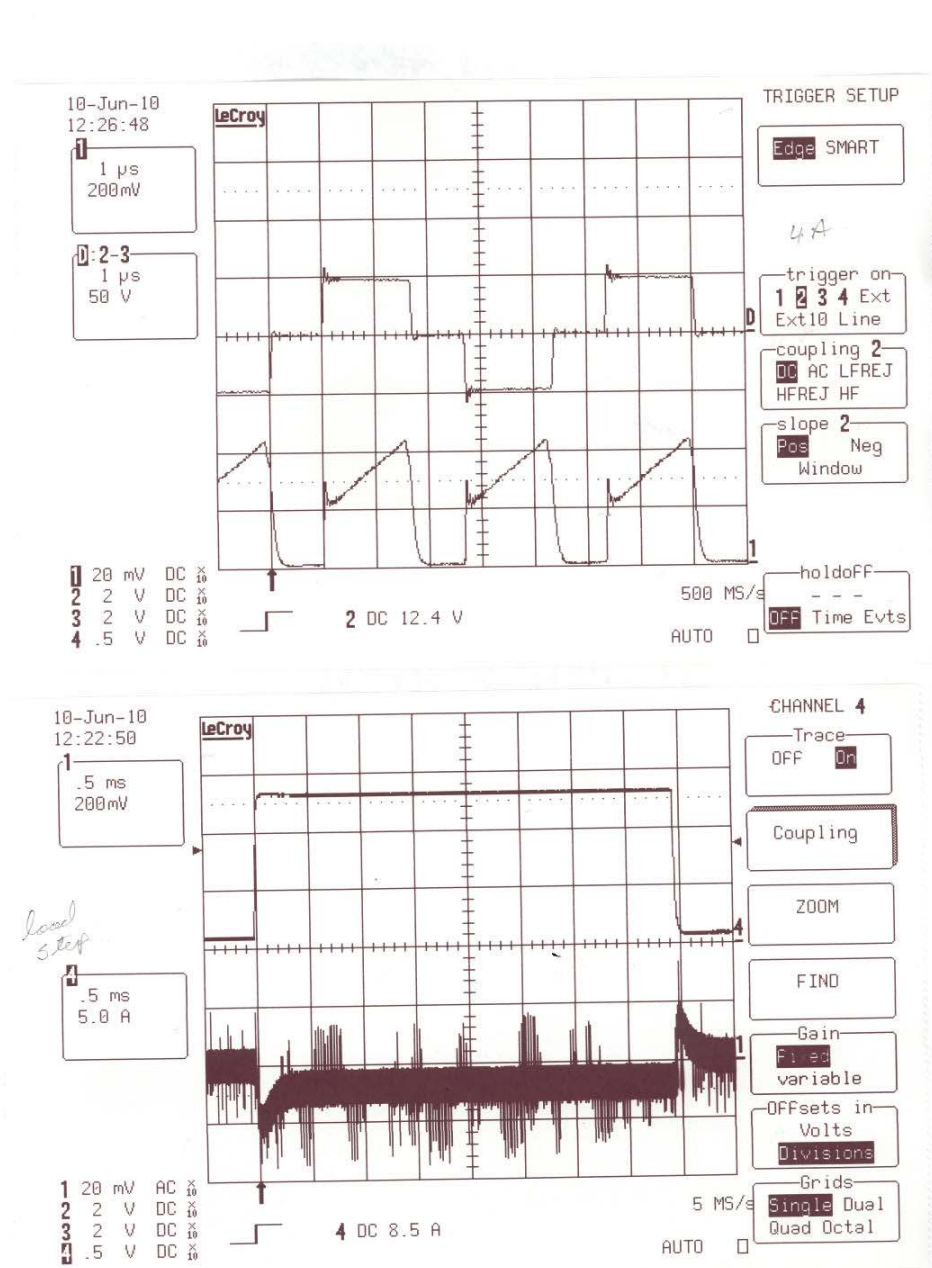 10-Jun-10
12:26:48
LeCroy
TRIGGER SETUP
1
1 µs
200mV
Edge SMART
4A
D:2-3
1 µs
50 V
trigger on
1 2 3 4 Ext
Ext10 Line
D
coupling 2
DC AC LFREJ
HFREJ HF
slope 2
Pos Neg
Window
1
1 20 mV DC X10
2 2 V DC X10
3 2 V DC X10
4 .5 V DC X10
2 DC 12.4 V
500 MS/s
AUTO
holdoff
- - -
OFF Time Evts
10-Jun-10
12:22:50
LeCroy
CHANNEL 4
Trace
OFF On
1
.5 ms
200mV
Coupling
ZOOM
load
step
4
4
.5 ms
5.0 A
FIND
1
Gain
Fixed
variable
Offsets in
Volts
Divisions
Grids
Single Dual
Quad Octal
1 20 mV AC X10
2 2 V DC X10
3 2 V DC X10
4 .5 V DC X10
4 DC 8.5 A
5 MS/s
AUTO